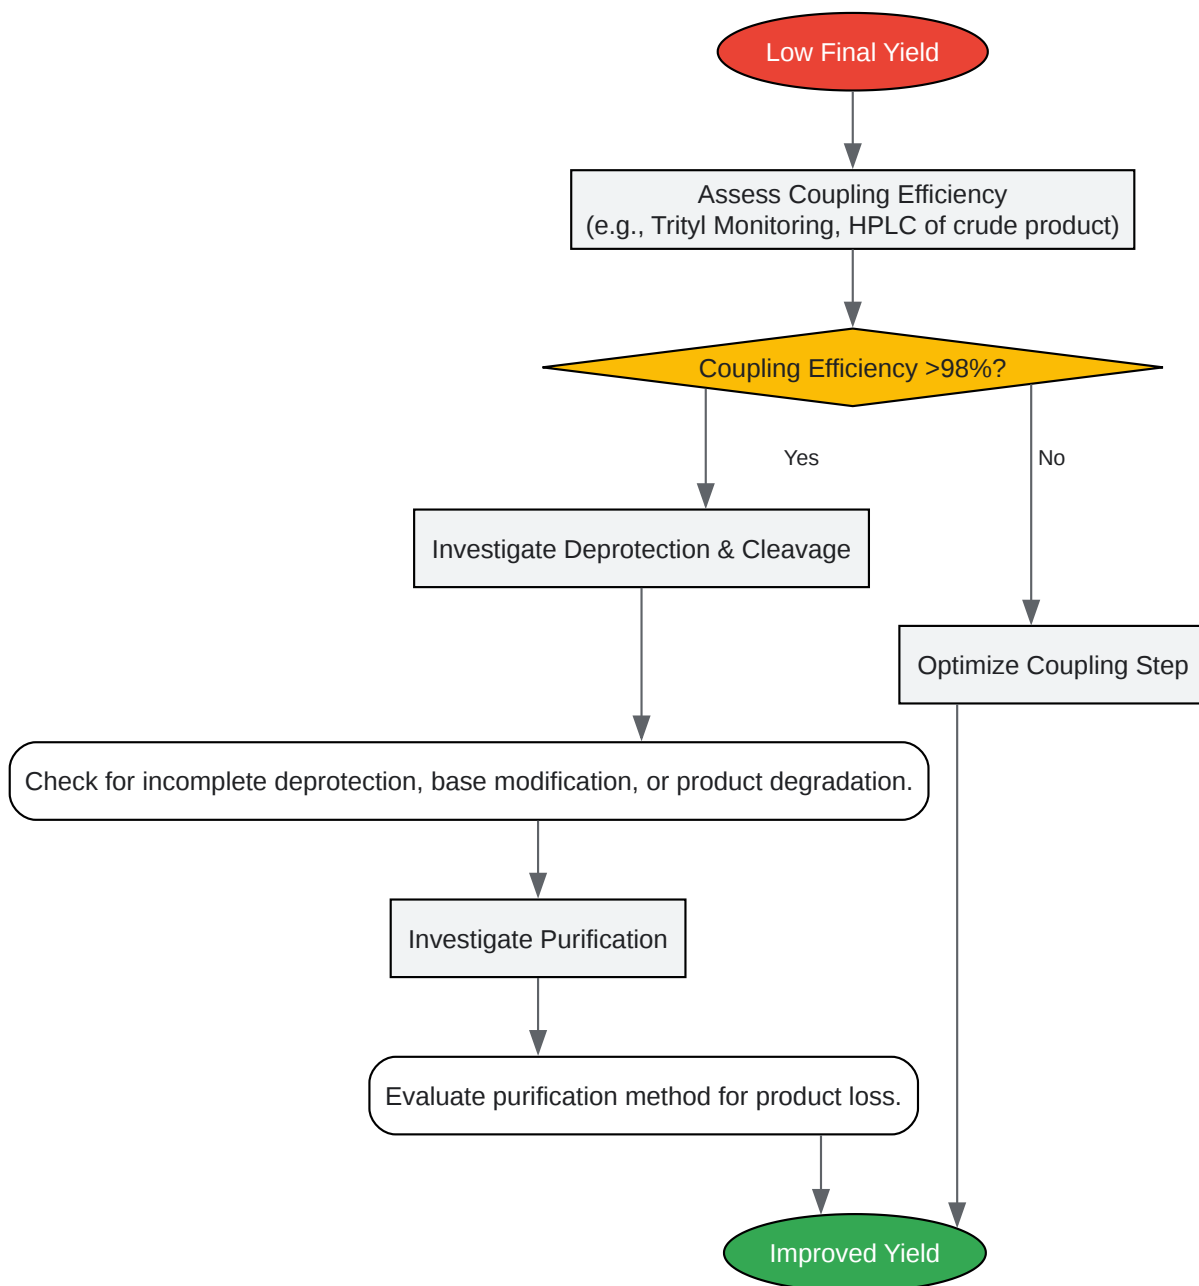 Low Final Yield
Assess Coupling Efficiency
(e.g., Trityl Monitoring, HPLC of crude product)
Coupling Efficiency >98%?
Yes
No
Investigate Deprotection & Cleavage
Optimize Coupling Step
Check for incomplete deprotection, base modification, or product degradation.
Investigate Purification
Evaluate purification method for product loss.
Improved Yield